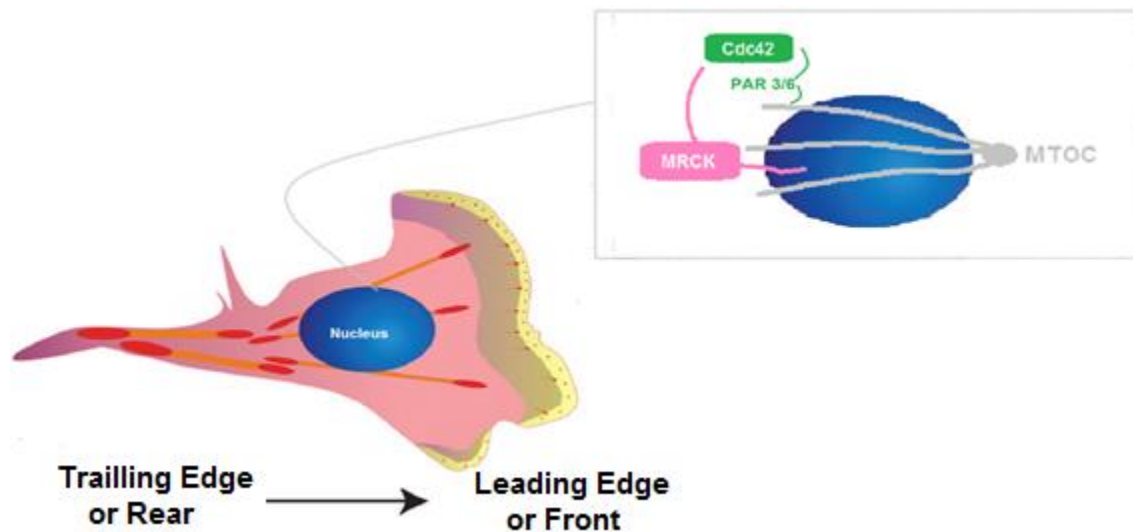 Cdc42
PAR 3/6
MRCK
MTOC
Nucleus
Trailling Edge
or Rear
Leading Edge
or Front